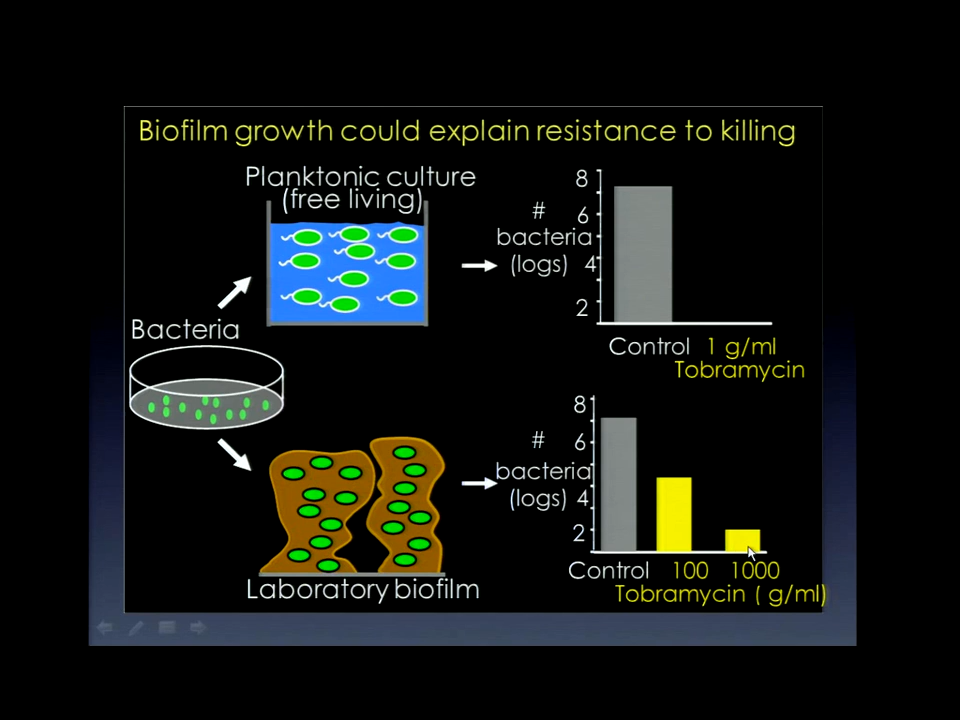 Biofilm growth could explain resistance to killing
Planktonic culture
(free living)
8
#
6
bacteria
(logs)
4
2
Control 1 g/ml
Tobramycin
Bacteria
8
#
6
bacteria
(logs)
4
2
Control 100 1000
Tobramycin ( g/ml)
Laboratory biofilm